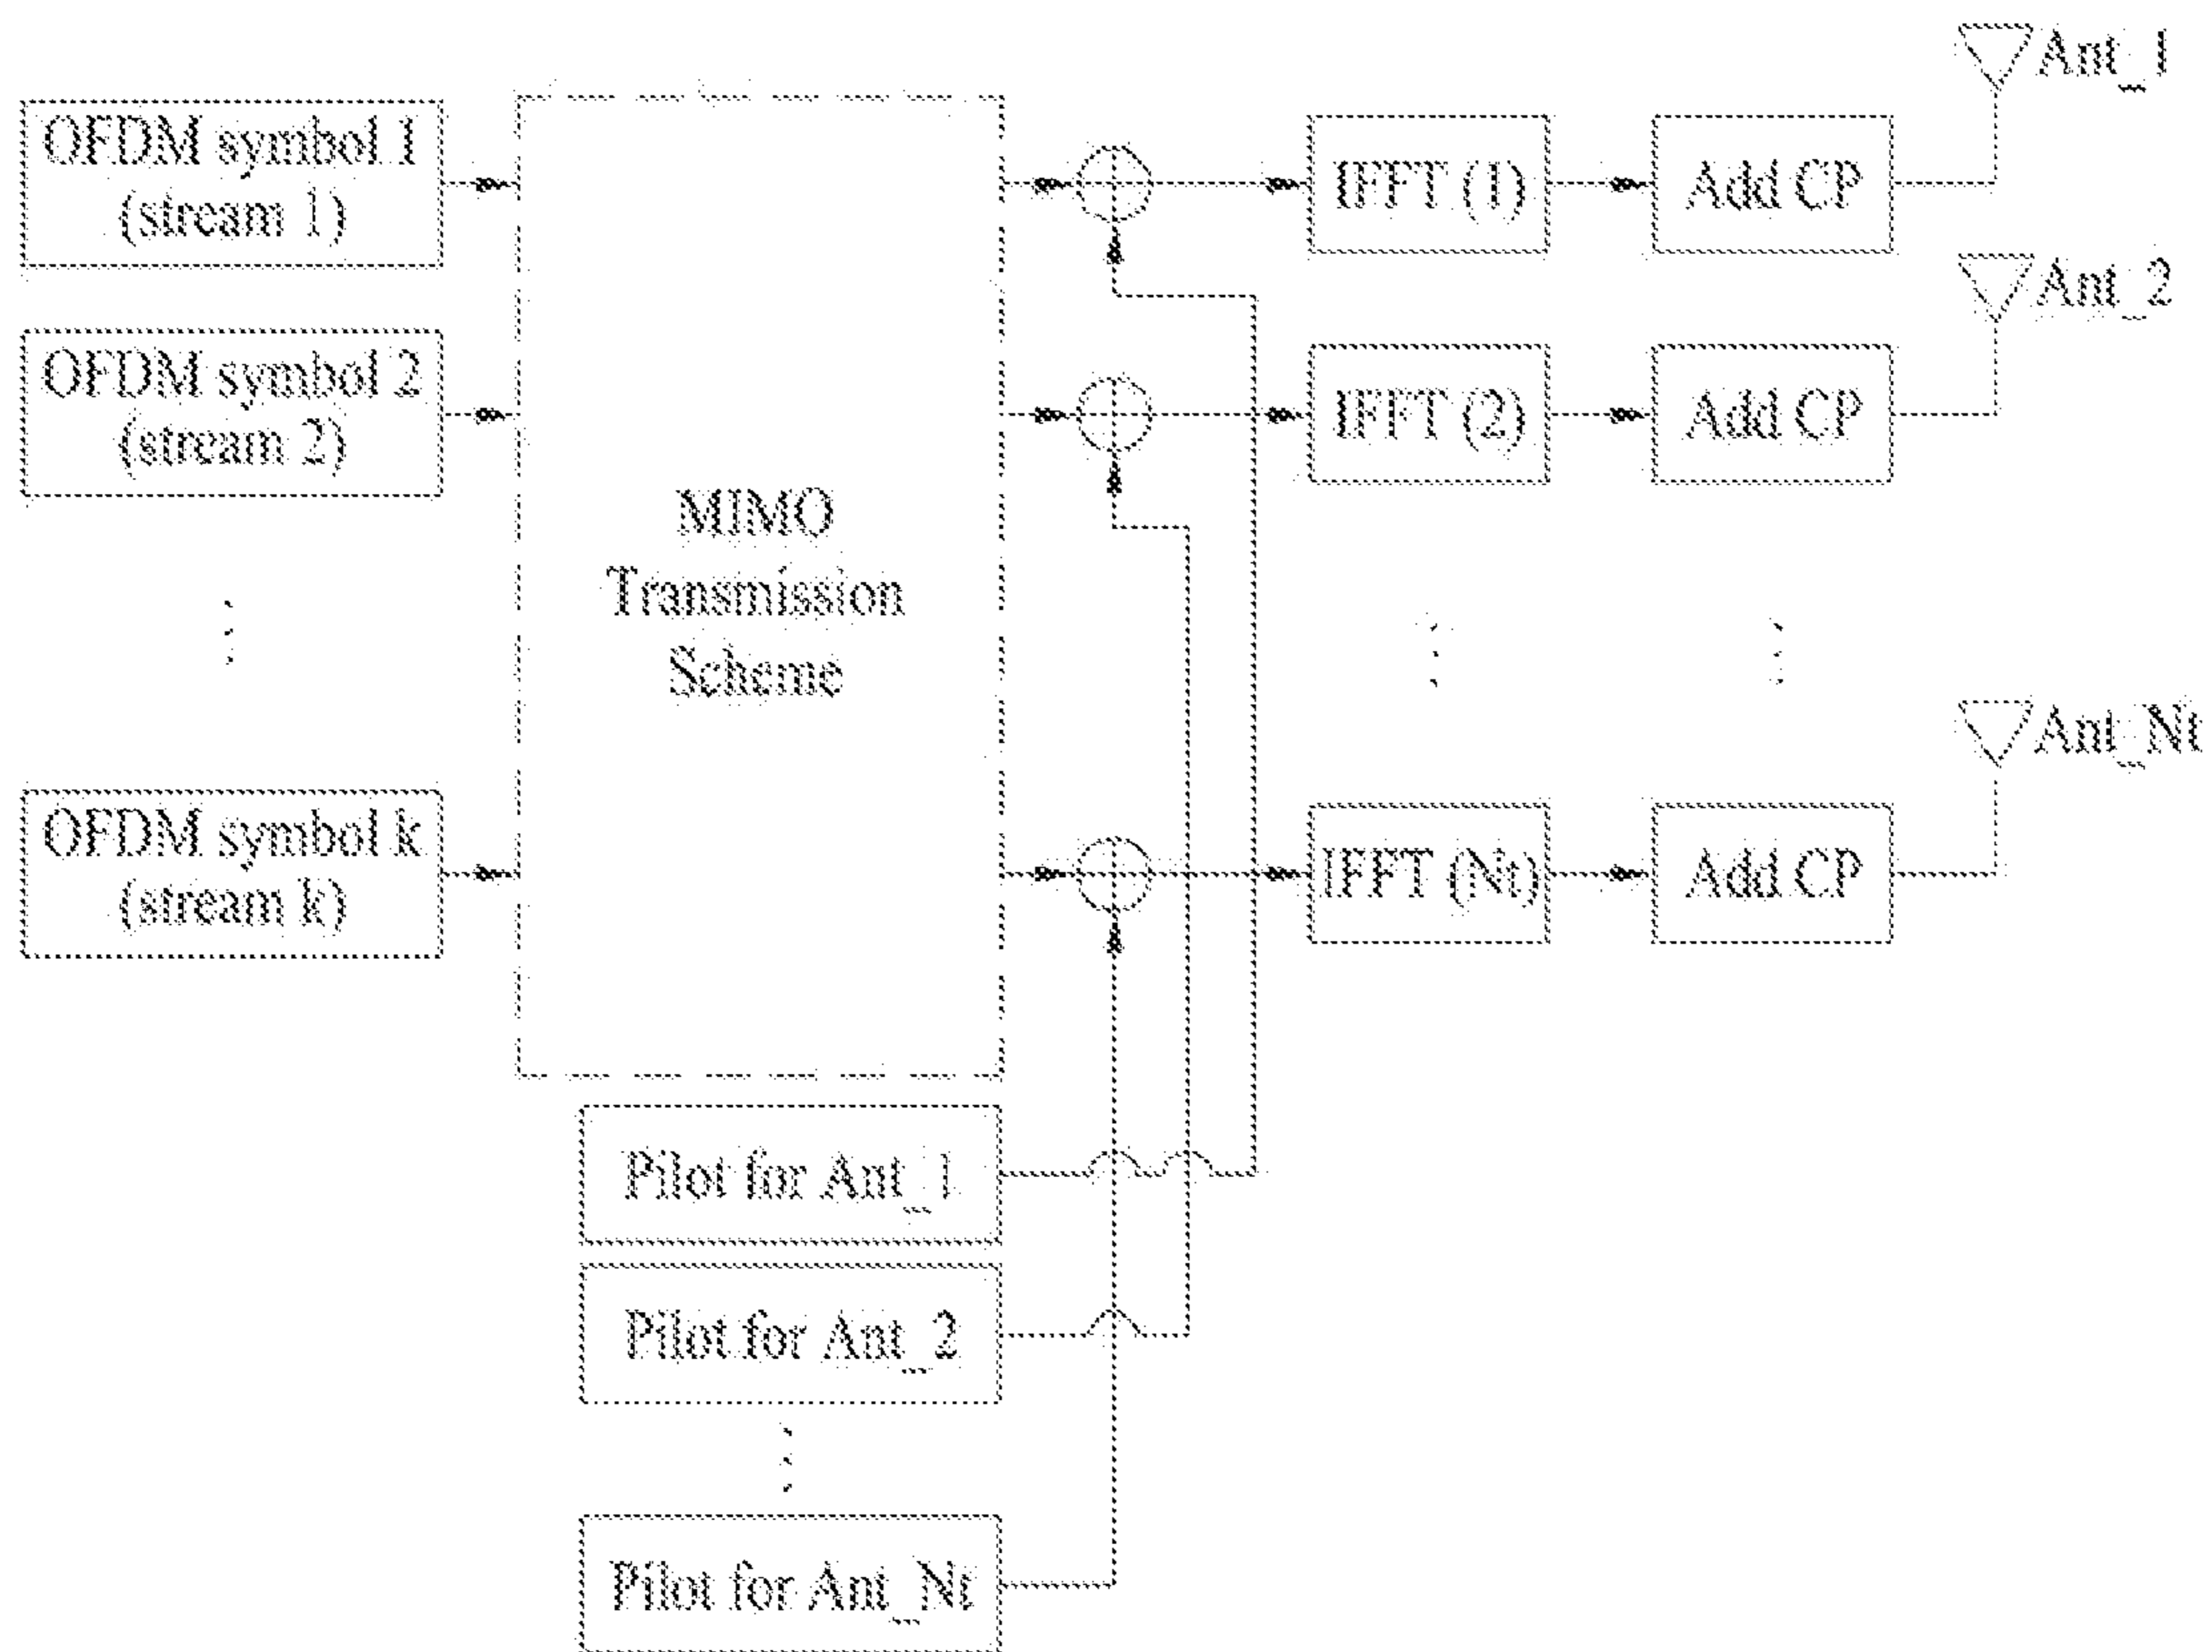 Ant_1
OFDM symbol 1
(stream 1)
IFFT (1)
Add CP
Ant_2
OFDM symbol 2
(stream 2)
IFFT (2)
Add CP
MIMO
Transmission
Scheme
Ant_Nt
OFDM symbol k
(stream k)
IFFT (Nt)
Add CP
Pilot for Ant_1
Pilot for Ant_2
Pilot for Ant_Nt